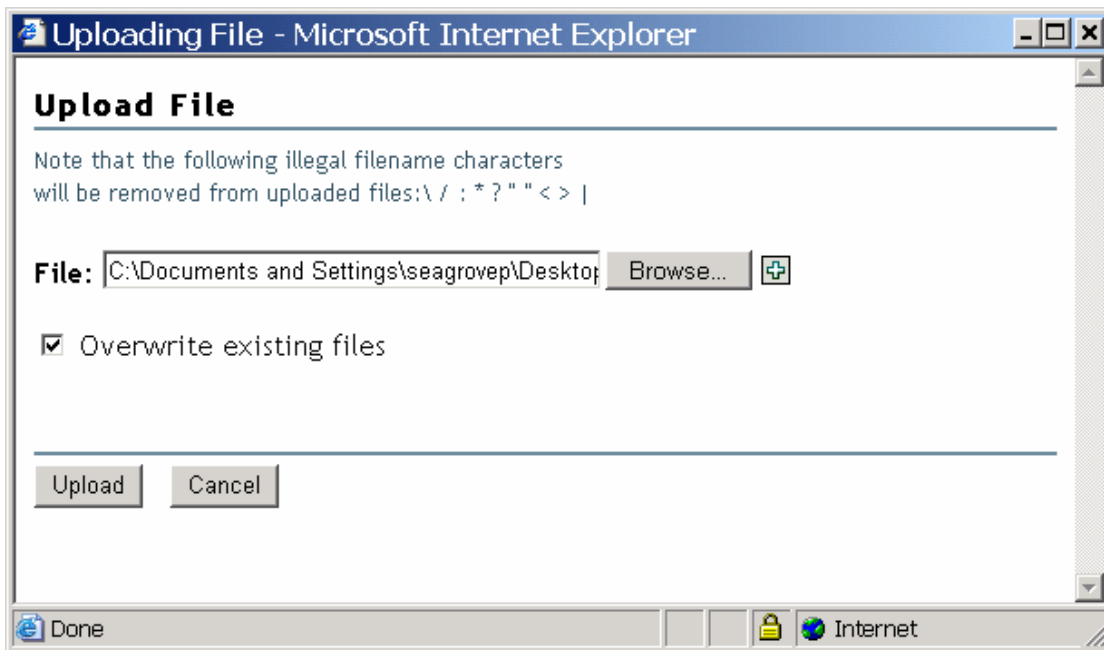 Uploading File - Microsoft Internet Explorer
Upload File
Note that the following illegal filename characters
will be removed from uploaded files:\ / : * ? " " < > |
File: C:\Documents and Settings\seagrovep\Desktop Browse...
Overwrite existing files
Upload Cancel
Done Internet